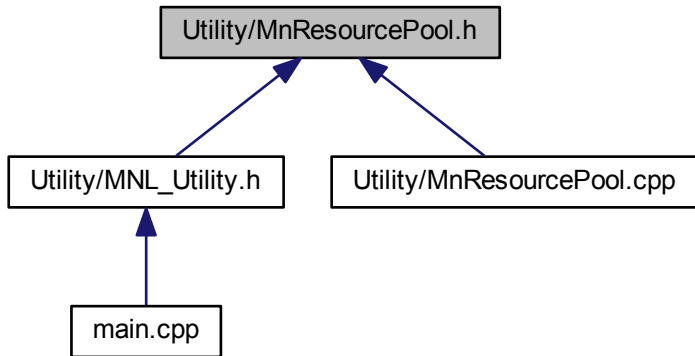 Utility/MnResourcePool.h
Utility/MNL_Utility.h
Utility/MnResourcePool.cpp
main.cpp